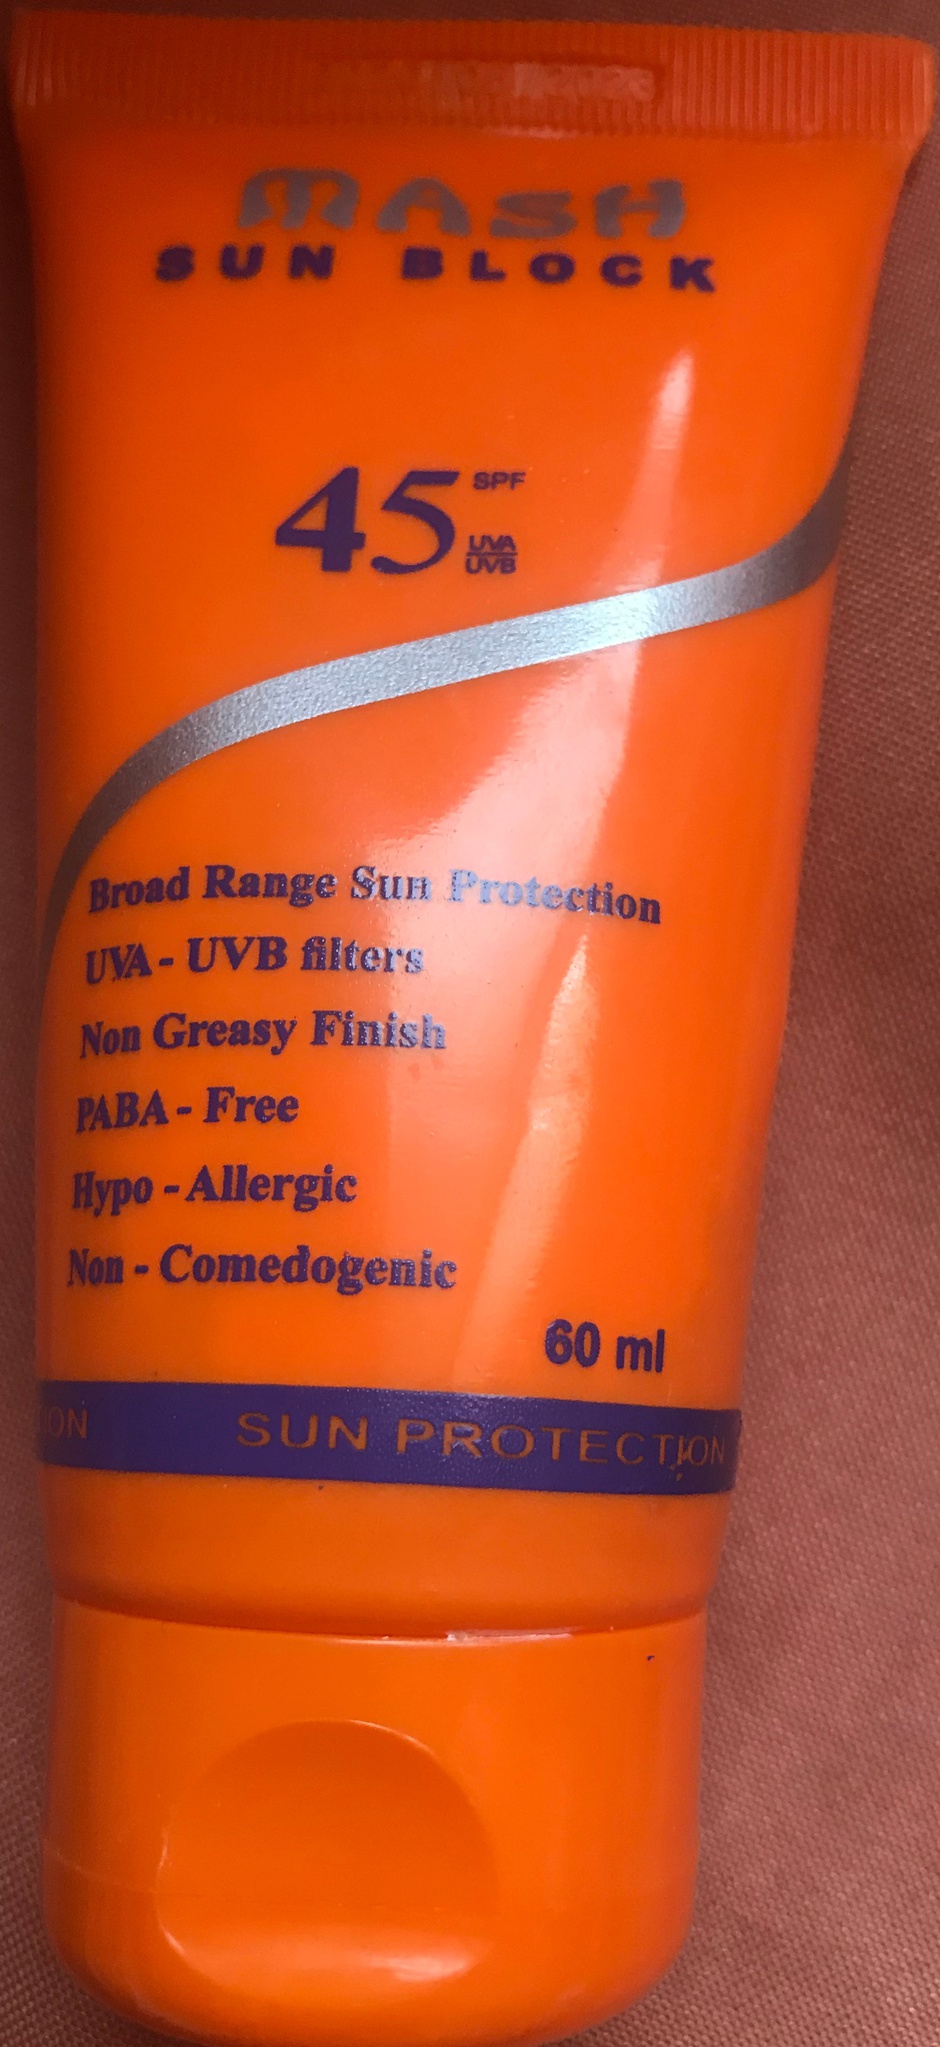 MASH
SUN BLOCK
45 SPF
UVA
UVB
Broad Range Sun Protection
UVA - UVB filters
Non Greasy Finish
PABA - Free
Hypo - Allergic
Non - Comedogenic
60 ml
ION SUN PROTECTION